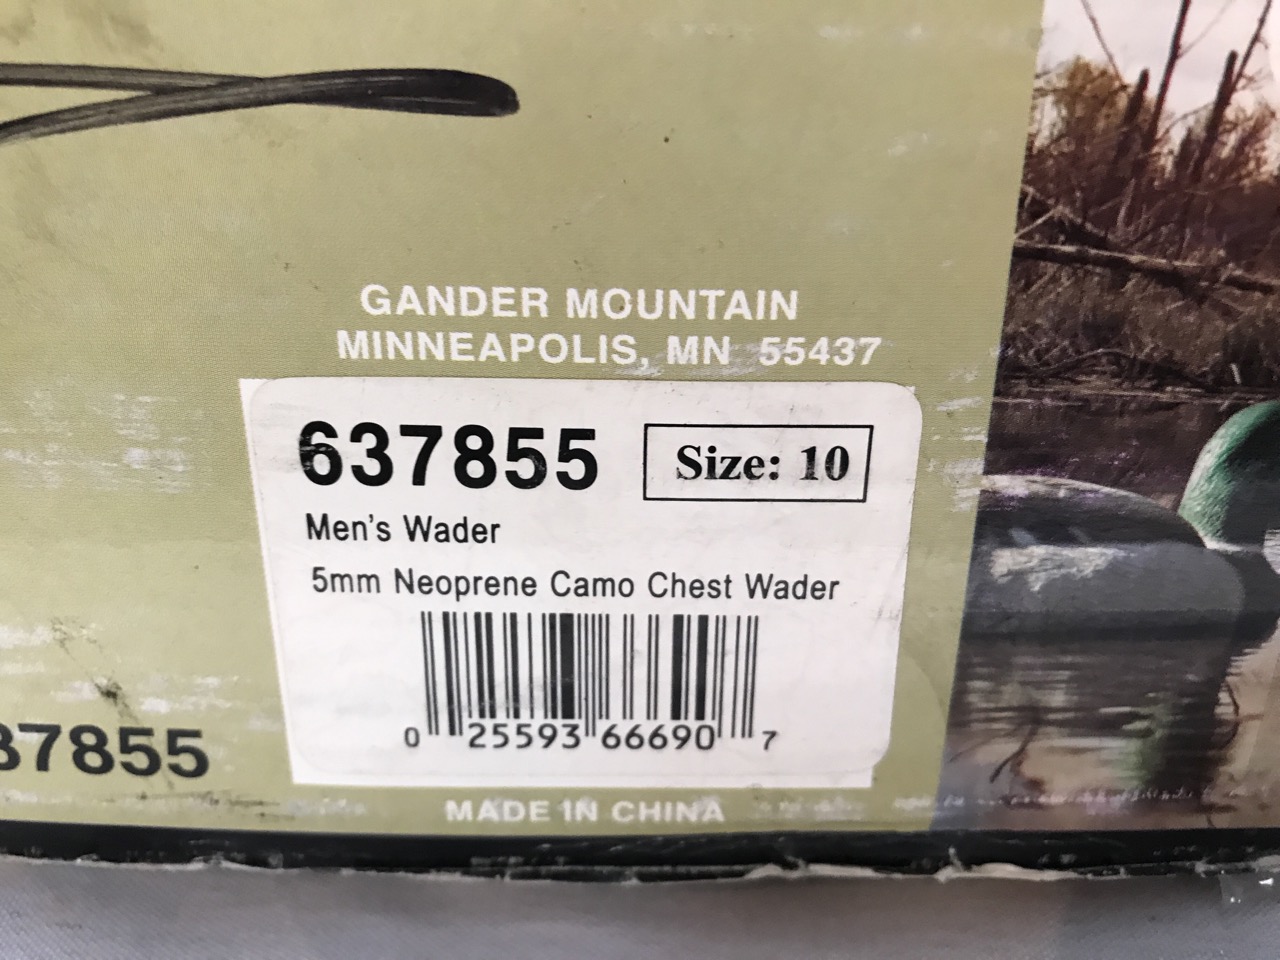 GANDER MOUNTAIN
MINNEAPOLIS, MN 55437
637855 Size: 10
Men's Wader
5mm Neoprene Camo Chest Wader
0 25593 66690 7
37855
MADE IN CHINA